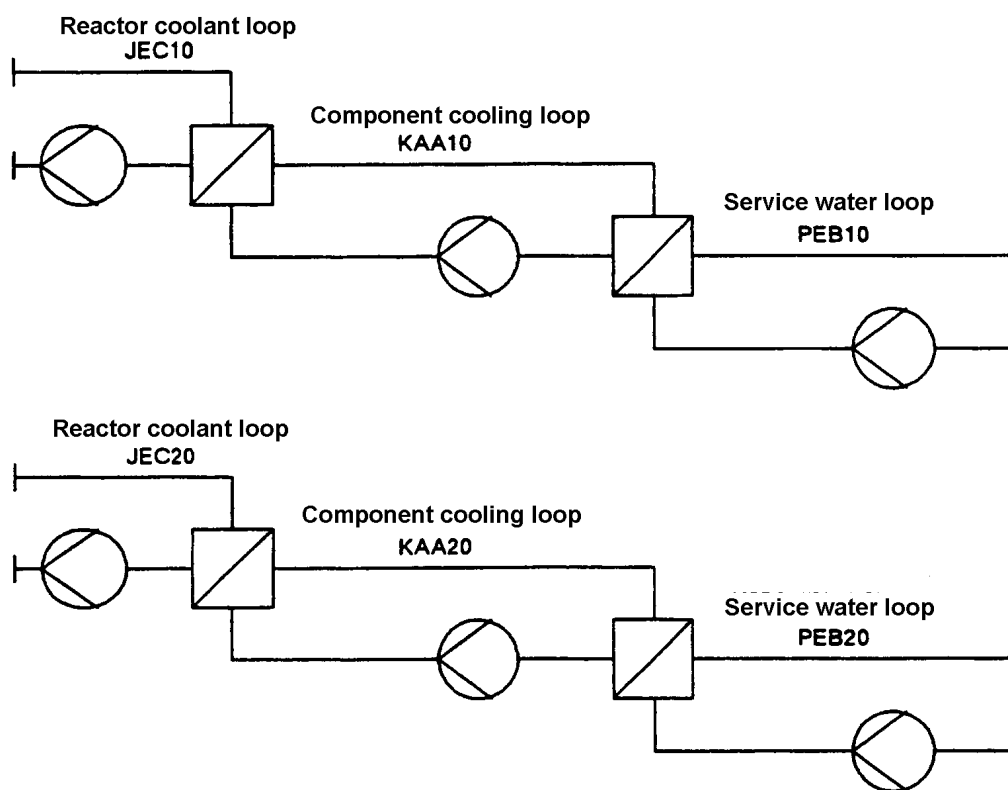 Reactor coolant loop
JEC10
Component cooling loop
KAA10
Service water loop
PEB10
Reactor coolant loop
JEC20
Component cooling loop
KAA20
Service water loop
PEB20